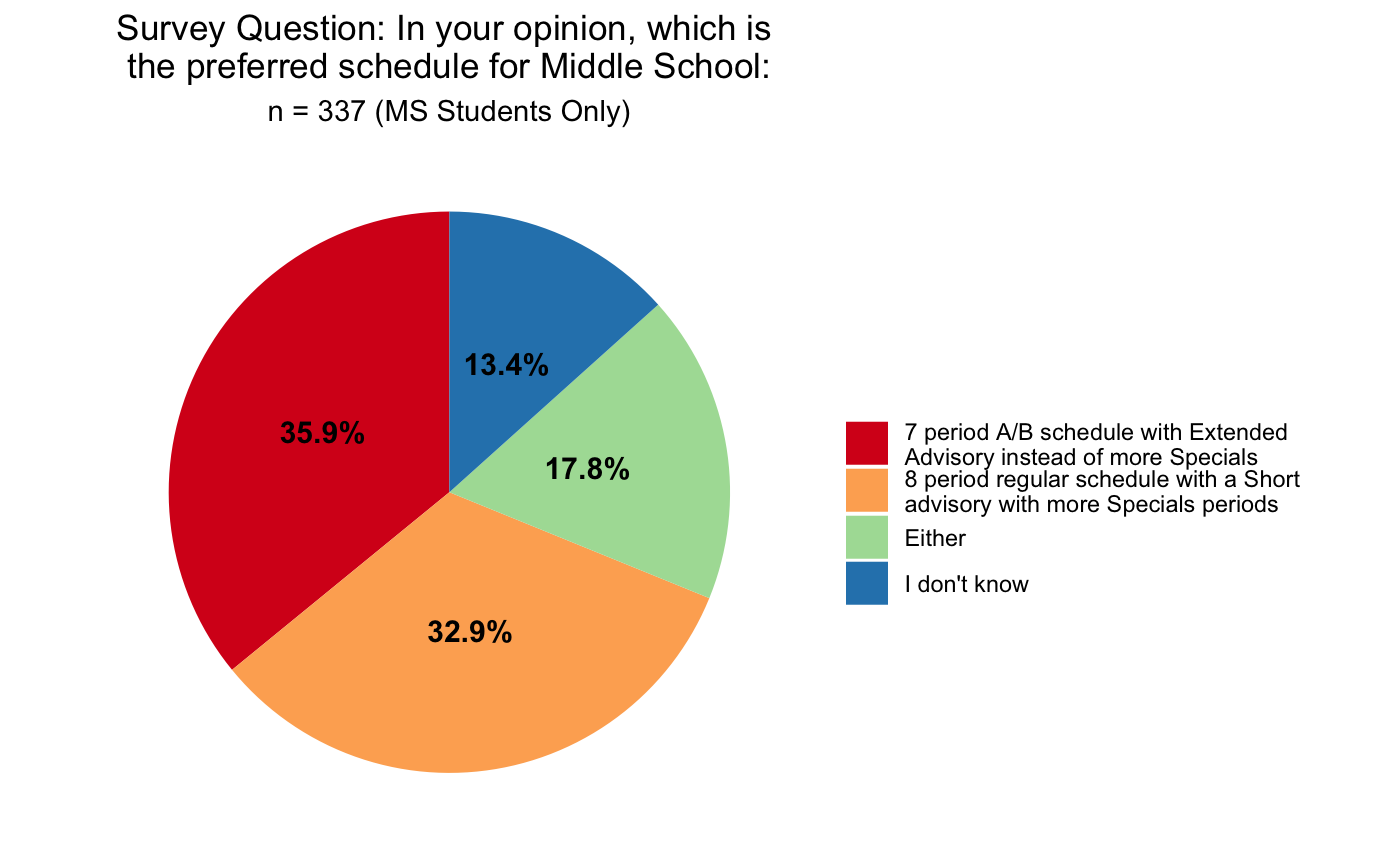 Survey Question: In your opinion, which is
the preferred schedule for Middle School:
n = 337 (MS Students Only)
13.4%
35.9%
17.8%
32.9%
7 period A/B schedule with Extended
Advisory instead of more Specials
8 period regular schedule with a Short
advisory with more Specials periods
Either
I don't know